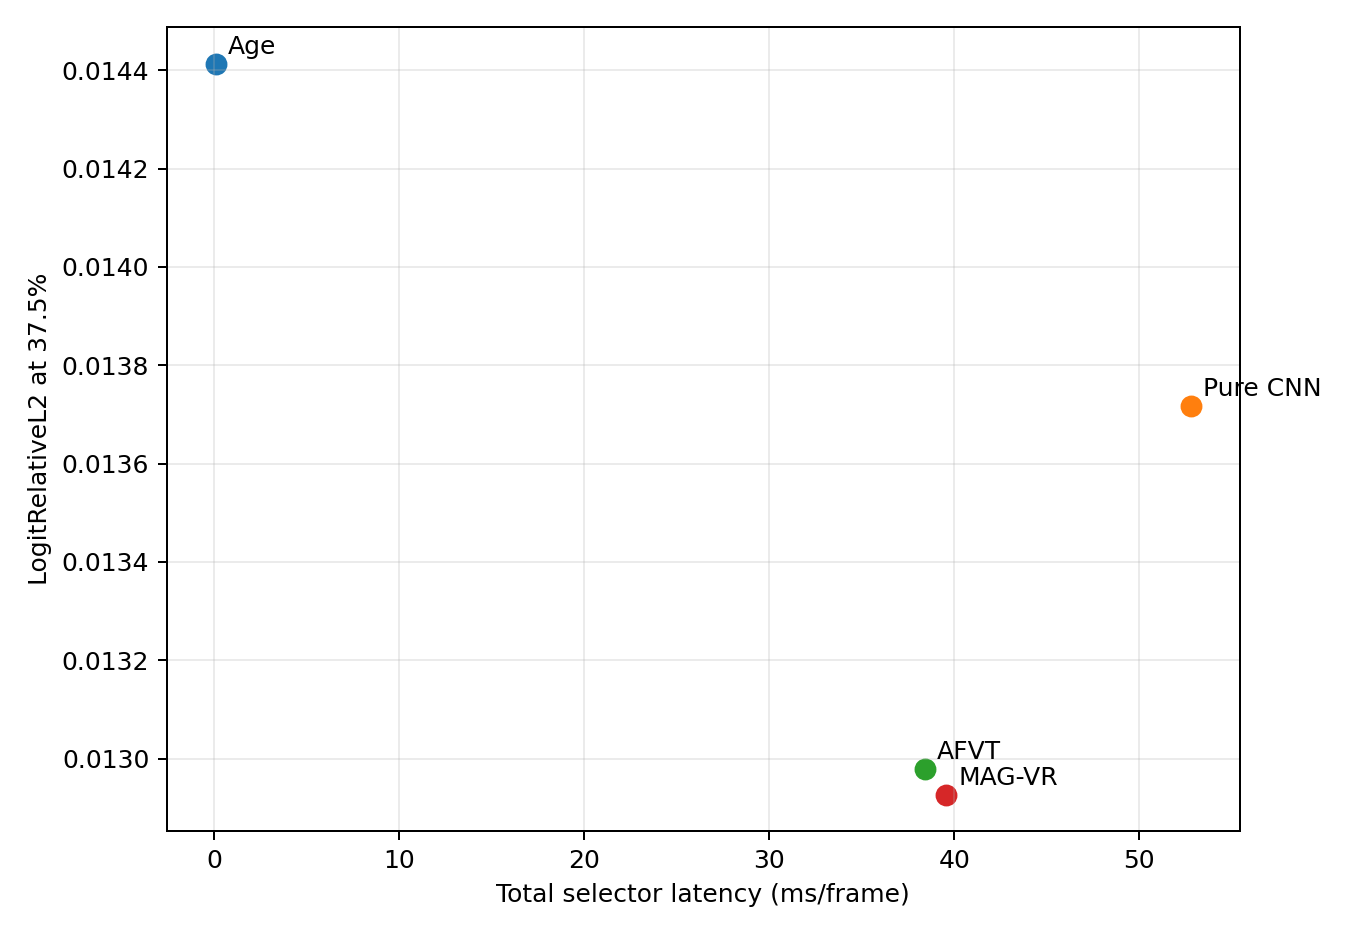 Age
0.0144
0.0142
0.0140
0.0138
Pure CNN
0.0136
0.0134
0.0132
0.0130
AFVT
MAG-VR
LogitRelativeL2 at 37.5%
0 10 20 30 40 50
Total selector latency (ms/frame)